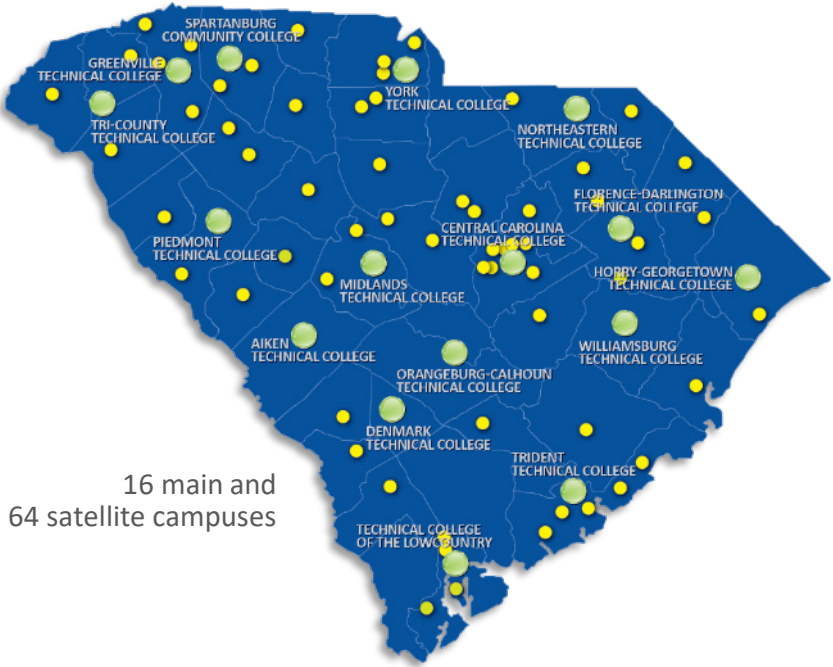 SPARTANBURG
COMMUNITY COLLEGE
GREENVILLE
TECHNICAL COLLEGE
YORK
TECHNICAL COLLEGE
TRI-COUNTY
TECHNICAL COLLEGE
NORTHEASTERN
TECHNICAL COLLEGE
FLORENCE-DARLINGTON
TECHNICAL COLLEGE
CENTRAL CAROLINA
TECHNICAL COLLEGE
PIEDMONT
TECHNICAL COLLEGE
HORRY-GEORGETOWN
TECHNICAL COLLEGE
MIDLANDS
TECHNICAL COLLEGE
AIKEN
TECHNICAL COLLEGE
WILLIAMSBURG
TECHNICAL COLLEGE
ORANGEBURG-CALHOUN
TECHNICAL COLLEGE
DENMARK
TECHNICAL COLLEGE
TRIDENT
TECHNICAL COLLEGE
16 main and
64 satellite campuses
TECHNICAL COLLEGE
OF THE LOWCOUNTRY